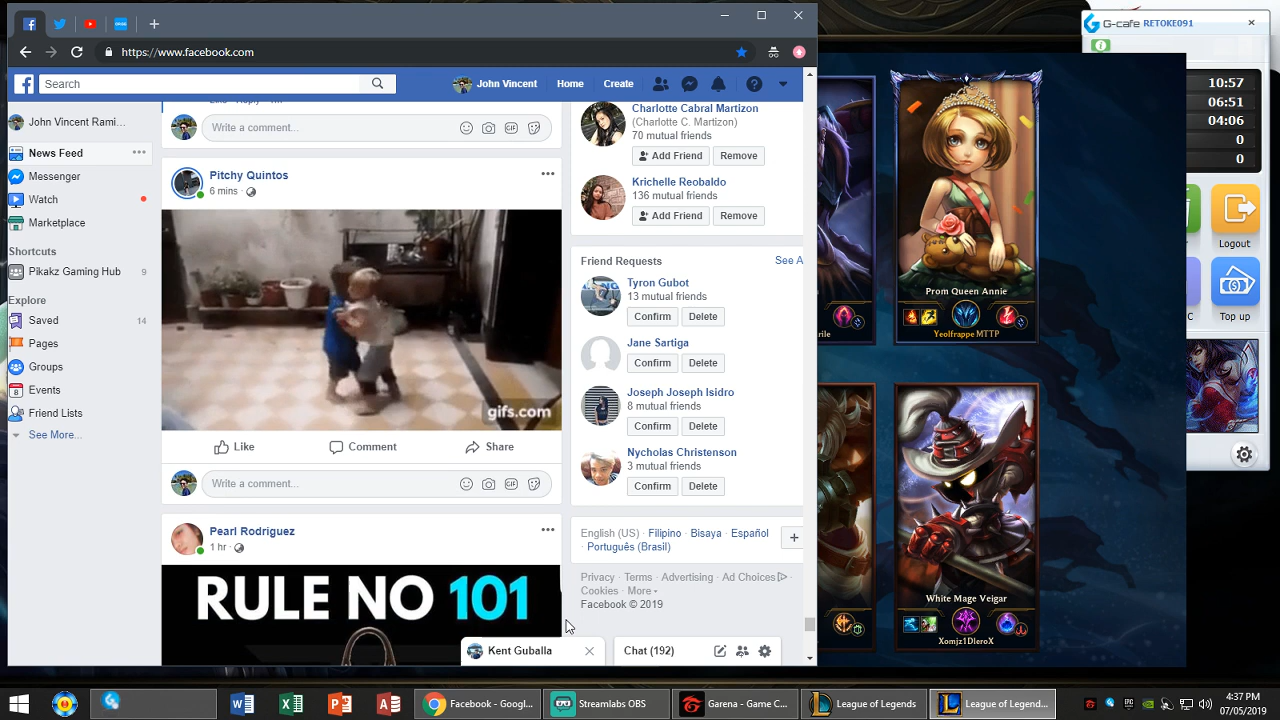 G-cafe RETOKE091
https://www.facebook.com
Search
John Vincent
Home
Create
10:57
06:51
04:06
0
0
Logout
Top up
John Vincent Rami...
News Feed
Messenger
Watch
Marketplace
Shortcuts
Pikakz Gaming Hub 9
Explore
Saved 14
Pages
Groups
Events
Friend Lists
See More...
Write a comment...
GIF
Pitchy Quintos
6 mins ·
gifs.com
Like
Comment
Share
Write a comment...
GIF
Pearl Rodriguez
1 hr ·
RULE NO 101
Charlotte Cabral Martizon
(Charlotte C. Martizon)
70 mutual friends
Add Friend
Remove
Krichelle Reobaldo
136 mutual friends
Add Friend
Remove
Friend Requests
See A
Tyron Gubot
13 mutual friends
Confirm
Delete
Jane Sartiga
Confirm
Delete
Joseph Joseph Isidro
8 mutual friends
Confirm
Delete
Nycholas Christenson
3 mutual friends
Confirm
Delete
English (US) · Filipino · Bisaya · Español
· Português (Brasil)
Privacy · Terms · Advertising · Ad Choices ·
Cookies · More
Facebook © 2019
Kent Guballa
Chat (192)
Prom Queen Annie
Yeolfrappe MTTP
White Mage Veigar
Xomjz1DleroX
Facebook - Googl...
Streamlabs OBS
Garena - Game C...
League of Legends
League of Legend...
4:37 PM
07/05/2019